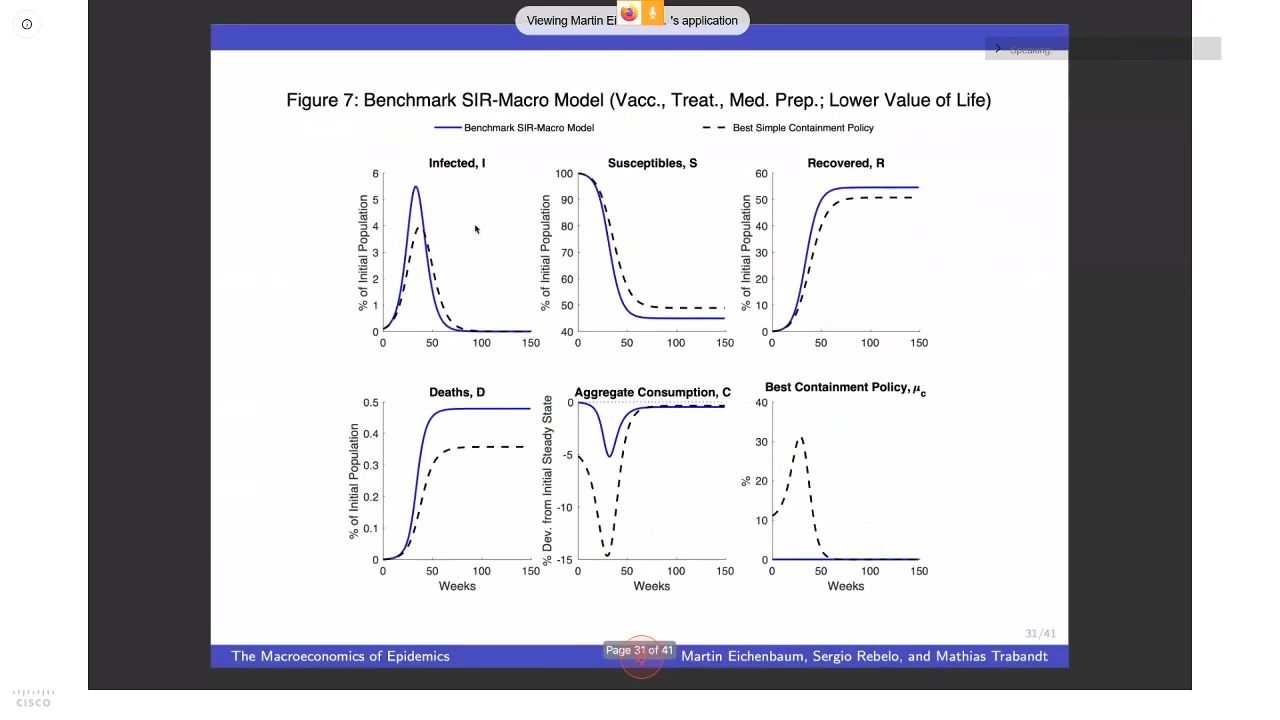 Viewing Martin Ei
's application
Speaking:
Figure 7: Benchmark SIR-Macro Model (Vacc., Treat., Med. Prep.; Lower Value of Life)
Benchmark SIR-Macro Model
Best Simple Containment Policy
Infected, I
% of Initial Population
6
5
4
3
2
1
0
0 50 100 150
Susceptibles, S
% of Initial Population
100
90
80
70
60
50
40
0 50 100 150
Recovered, R
% of Initial Population
60
50
40
30
20
10
0
0 50 100 150
Deaths, D
% of Initial Population
0.5
0.4
0.3
0.2
0.1
0
0 50 100 150
Weeks
Aggregate Consumption, C
% Dev. from Initial Steady State
0
-5
-10
-15
0 50 100 150
Weeks
Best Containment Policy, μc
%
40
30
20
10
0
0 50 100 150
Weeks
31/41
The Macroeconomics of Epidemics
Page 31 of 41
Martin Eichenbaum, Sergio Rebelo, and Mathias Trabandt
CISCO